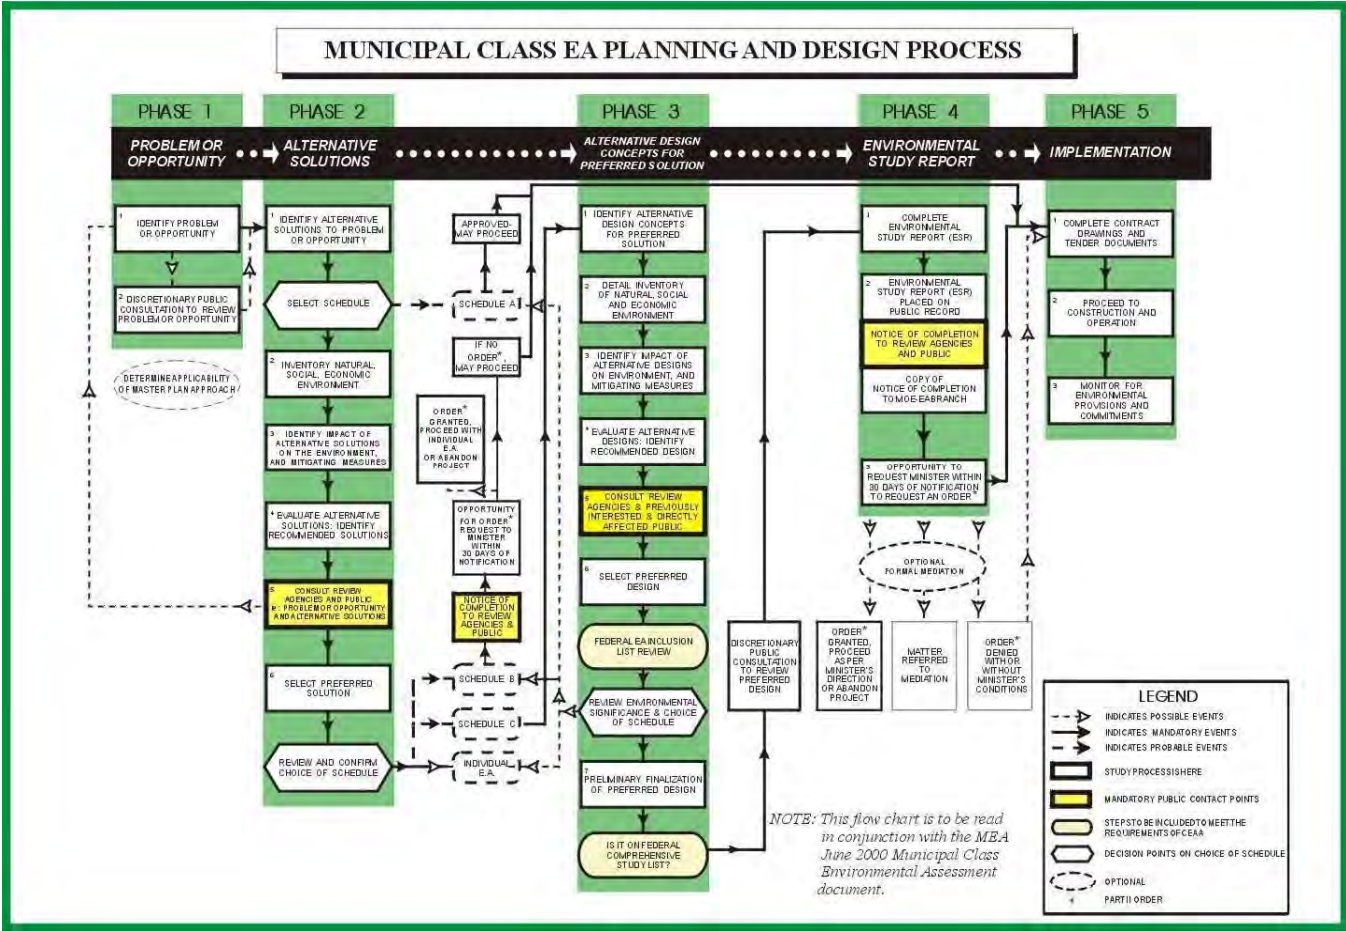 MUNICIPAL CLASS EA PLANNING AND DESIGN PROCESS
PHASE 1
PROBLEM OR
OPPORTUNITY
1
IDENTIFY PROBLEM
OR OPPORTUNITY
2 DISCRETIONARY PUBLIC
CONSULTATION TO REVIEW
PROBLEM OR OPPORTUNITY
DETERMINE APPLICABILITY
OF MASTER PLAN APPROACH
PHASE 2
ALTERNATIVE
SOLUTIONS
1
IDENTIFY ALTERNATIVE
SOLUTIONS TO PROBLEM
OR OPPORTUNITY
SELECT SCHEDULE
2
INVENTORY NATURAL,
SOCIAL, ECONOMIC
ENVIRONMENT
3 IDENTIFY IMPACT OF
ALTERNATIVE SOLUTIONS
ON THE ENVIRONMENT,
AND MITIGATING MEASURES
4 EVALUATE ALTERNATIVE
SOLUTIONS: IDENTIFY
RECOMMENDED SOLUTIONS
5
CONSULT REVIEW
AGENCIES AND PUBLIC
: PROBLEM OR OPPORTUNITY
AND ALTERNATIVE SOLUTIONS
6
SELECT PREFERRED
SOLUTION
REVIEW AND CONFIRM
CHOICE OF SCHEDULE
APPROVED-
MAY PROCEED
SCHEDULE A
IF NO
ORDER*,
MAY PROCEED
ORDER*
GRANTED,
PROCEED WITH
INDIVIDUAL
E.A.
OR ABANDON
PROJECT
OPPORTUNITY
FOR ORDER*
REQUEST TO
MINISTER
WITHIN
30 DAYS OF
NOTIFICATION
NOTICE OF
COMPLETION
TO REVIEW
AGENCIES &
PUBLIC
SCHEDULE B
SCHEDULE C
INDIVIDUAL
E.A.
PHASE 3
ALTERNATIVE DESIGN
CONCEPTS FOR
PREFERRED SOLUTION
1
IDENTIFY ALTERNATIVE
DESIGN CONCEPTS
FOR PREFERRED
SOLUTION
2
DETAIL INVENTORY
OF NATURAL, SOCIAL
AND ECONOMIC
ENVIRONMENT
3
IDENTIFY IMPACT OF
ALTERNATIVE DESIGNS
ON ENVIRONMENT, AND
MITIGATING MEASURES
EVALUATE ALTERNATIVE
DESIGNS: IDENTIFY
RECOMMENDED DESIGN
5
CONSULT REVIEW
AGENCIES & PREVIOUSLY
INTERESTED & DIRECTLY
AFFECTED PUBLIC
6
SELECT PREFERRED
DESIGN
FEDERAL EA INCLUSION
LIST REVIEW
REVIEW ENVIRONMENTAL
SIGNIFICANCE & CHOICE
OF SCHEDULE
7
PRELIMINARY FINALIZATION
OF PREFERRED DESIGN
IS IT ON FEDERAL
COMPREHENSIVE
STUDY LIST?
DISCRETIONARY
PUBLIC
CONSULTATION
TO REVIEW
PREFERRED
DESIGN
PHASE 4
ENVIRONMENTAL
STUDY REPORT
1
COMPLETE
ENVIRONMENTAL
STUDY REPORT (ESR)
2
ENVIRONMENTAL
STUDY REPORT (ESR)
PLACED ON
PUBLIC RECORD
NOTICE OF COMPLETION
TO REVIEW AGENCIES
AND PUBLIC
COPY OF
NOTICE OF COMPLETION
TO MOE-EA BRANCH
3
OPPORTUNITY TO
REQUEST MINISTER WITHIN
30 DAYS OF NOTIFICATION
TO REQUEST AN ORDER*
OPTIONAL
FORMAL MEDIATION
ORDER*
GRANTED,
PROCEED
AS PER
MINISTER'S
DIRECTION
OR ABANDON
PROJECT
MATTER
REFERRED
TO
MEDIATION
ORDER*
DENIED
WITH OR
WITHOUT
MINISTER'S
CONDITIONS
PHASE 5
IMPLEMENTATION
1
COMPLETE CONTRACT
DRAWINGS AND
TENDER DOCUMENTS
2
PROCEED TO
CONSTRUCTION AND
OPERATION
3
MONITOR FOR
ENVIRONMENTAL
PROVISIONS AND
COMMITMENTS
NOTE: This flow chart is to be read
in conjunction with the MEA
June 2000 Municipal Class
Environmental Assessment
document.
LEGEND
INDICATES POSSIBLE EVENTS
INDICATES MANDATORY EVENTS
INDICATES PROBABLE EVENTS
STUDY PROCESS IS HERE
MANDATORY PUBLIC CONTACT POINTS
STEPS TO BE INCLUDED TO MEET THE
REQUIREMENTS OF CEAA
DECISION POINTS ON CHOICE OF SCHEDULE
OPTIONAL
* PART II ORDER